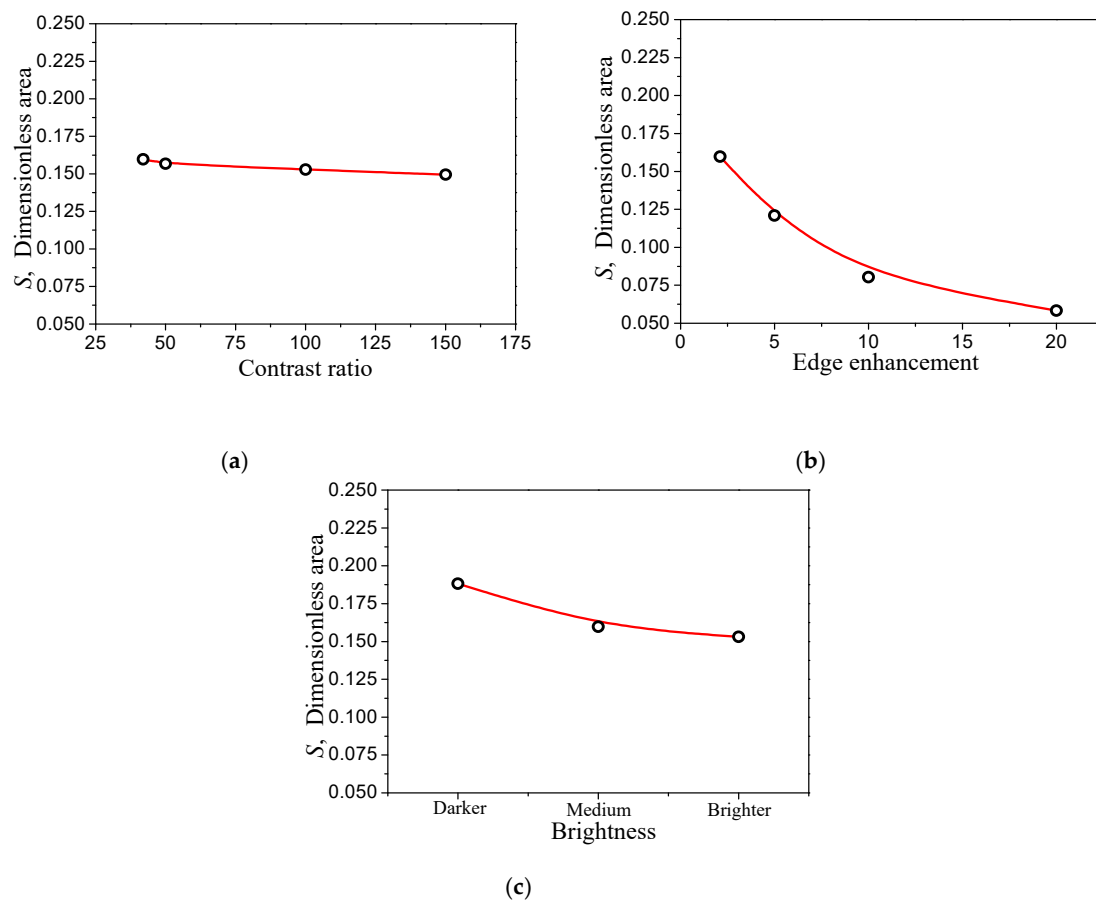 0.250
0.225
0.200
0.175
0.150
0.125
0.100
0.075
0.050
S, Dimensionless area
25 50 75 100 125 150 175
Contrast ratio
(a)
0.250
0.225
0.200
0.175
0.150
0.125
0.100
0.075
0.050
S, Dimensionless area
0 5 10 15 20
Edge enhancement
(b)
0.250
0.225
0.200
0.175
0.150
0.125
0.100
0.075
0.050
S, Dimensionless area
Darker Medium Brighter
Brightness
(c)